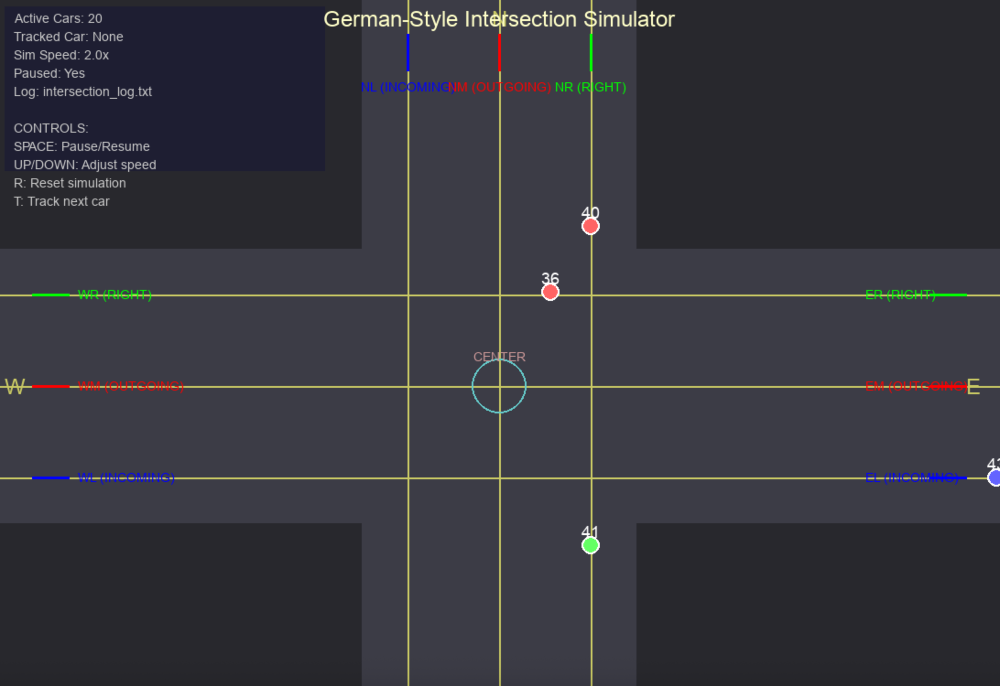 Active Cars: 20
Tracked Car: None
Sim Speed: 2.0x
Paused: Yes
Log: intersection_log.txt
CONTROLS:
SPACE: Pause/Resume
UP/DOWN: Adjust speed
R: Reset simulation
T: Track next car
German-Style Intersection Simulator
N
NL (INCOMING)
NM (OUTGOING)
NR (RIGHT)
40
36
WR (RIGHT)
ER (RIGHT)
CENTER
W
WM (OUTGOING)
EM (OUTGOING)
E
WL (INCOMING)
EL (INCOMING)
41